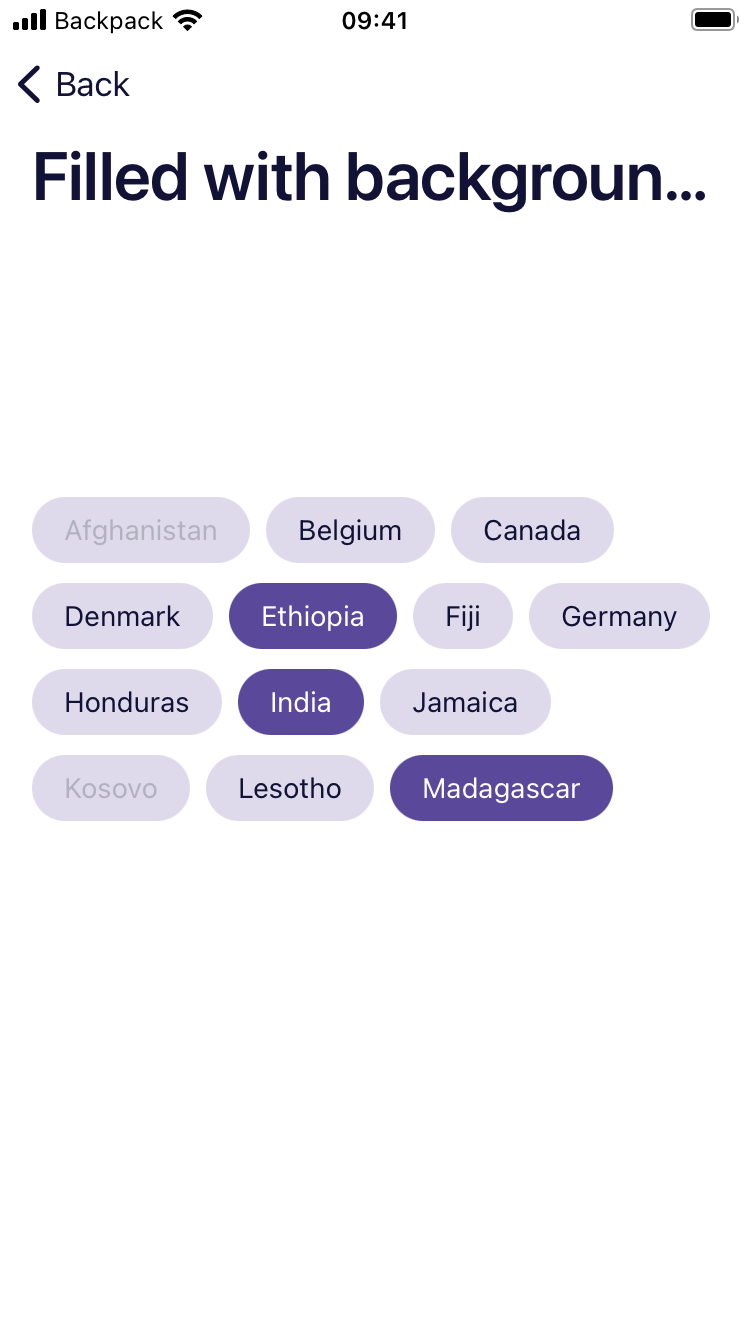 Backpack 09:41
Back
Filled with backgroun...
Afghanistan Belgium Canada
Denmark Ethiopia Fiji Germany
Honduras India Jamaica
Kosovo Lesotho Madagascar